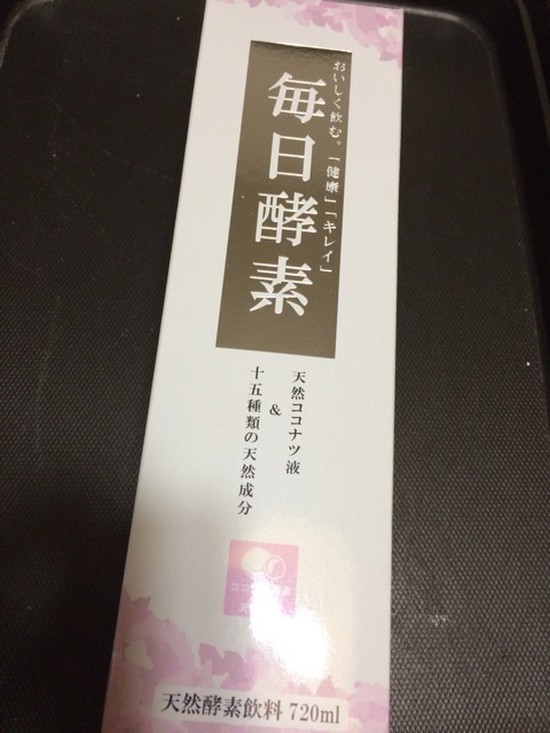 おいしく飲む。「健康」「キレイ」
毎日酵素
天然ココナツ液
&
十五種類の天然成分
天然酵素飲料 720ml